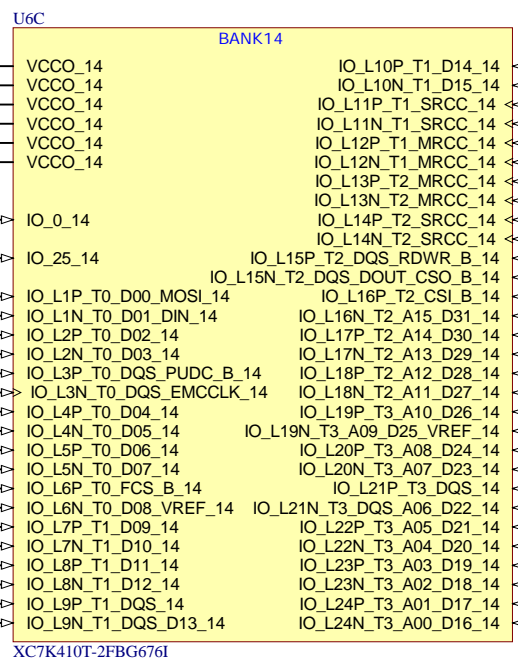 U6C
BANK14
VCCO_14
VCCO_14
VCCO_14
VCCO_14
VCCO_14
VCCO_14
IO_0_14
IO_25_14
IO_L1P_T0_D00_MOSI_14
IO_L1N_T0_D01_DIN_14
IO_L2P_T0_D02_14
IO_L2N_T0_D03_14
IO_L3P_T0_DQS_PUDC_B_14
IO_L3N_T0_DQS_EMCCLK_14
IO_L4P_T0_D04_14
IO_L4N_T0_D05_14
IO_L5P_T0_D06_14
IO_L5N_T0_D07_14
IO_L6P_T0_FCS_B_14
IO_L6N_T0_D08_VREF_14
IO_L7P_T1_D09_14
IO_L7N_T1_D10_14
IO_L8P_T1_D11_14
IO_L8N_T1_D12_14
IO_L9P_T1_DQS_14
IO_L9N_T1_DQS_D13_14
IO_L10P_T1_D14_14
IO_L10N_T1_D15_14
IO_L11P_T1_SRCC_14
IO_L11N_T1_SRCC_14
IO_L12P_T1_MRCC_14
IO_L12N_T1_MRCC_14
IO_L13P_T2_MRCC_14
IO_L13N_T2_MRCC_14
IO_L14P_T2_SRCC_14
IO_L14N_T2_SRCC_14
IO_L15P_T2_DQS_RDWR_B_14
IO_L15N_T2_DQS_DOUT_CSO_B_14
IO_L16P_T2_CSI_B_14
IO_L16N_T2_A15_D31_14
IO_L17P_T2_A14_D30_14
IO_L17N_T2_A13_D29_14
IO_L18P_T2_A12_D28_14
IO_L18N_T2_A11_D27_14
IO_L19P_T3_A10_D26_14
IO_L19N_T3_A09_D25_VREF_14
IO_L20P_T3_A08_D24_14
IO_L20N_T3_A07_D23_14
IO_L21P_T3_DQS_14
IO_L21N_T3_DQS_A06_D22_14
IO_L22P_T3_A05_D21_14
IO_L22N_T3_A04_D20_14
IO_L23P_T3_A03_D19_14
IO_L23N_T3_A02_D18_14
IO_L24P_T3_A01_D17_14
IO_L24N_T3_A00_D16_14
XC7K410T-2FBG676I